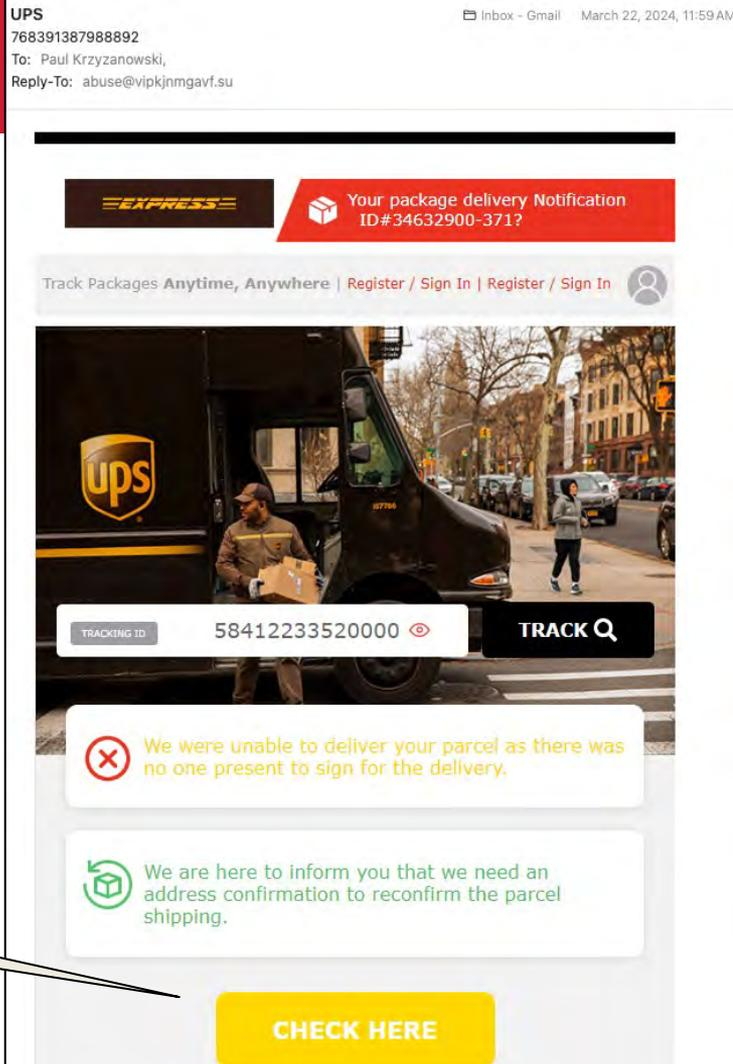 UPS
Inbox - Gmail March 22, 2024, 11:59 AM
768391387988892
To: Paul Krzyzanowski,
Reply-To: abuse@vipkjnmgavf.su
EXPRESS
Your package delivery Notification
ID#34632900-371?
Track Packages Anytime, Anywhere | Register / Sign In | Register / Sign In
ups
TRACKING ID 58412233520000 TRACK
We were unable to deliver your parcel as there was
no one present to sign for the delivery.
We are here to inform you that we need an
address confirmation to reconfirm the parcel
shipping.
CHECK HERE